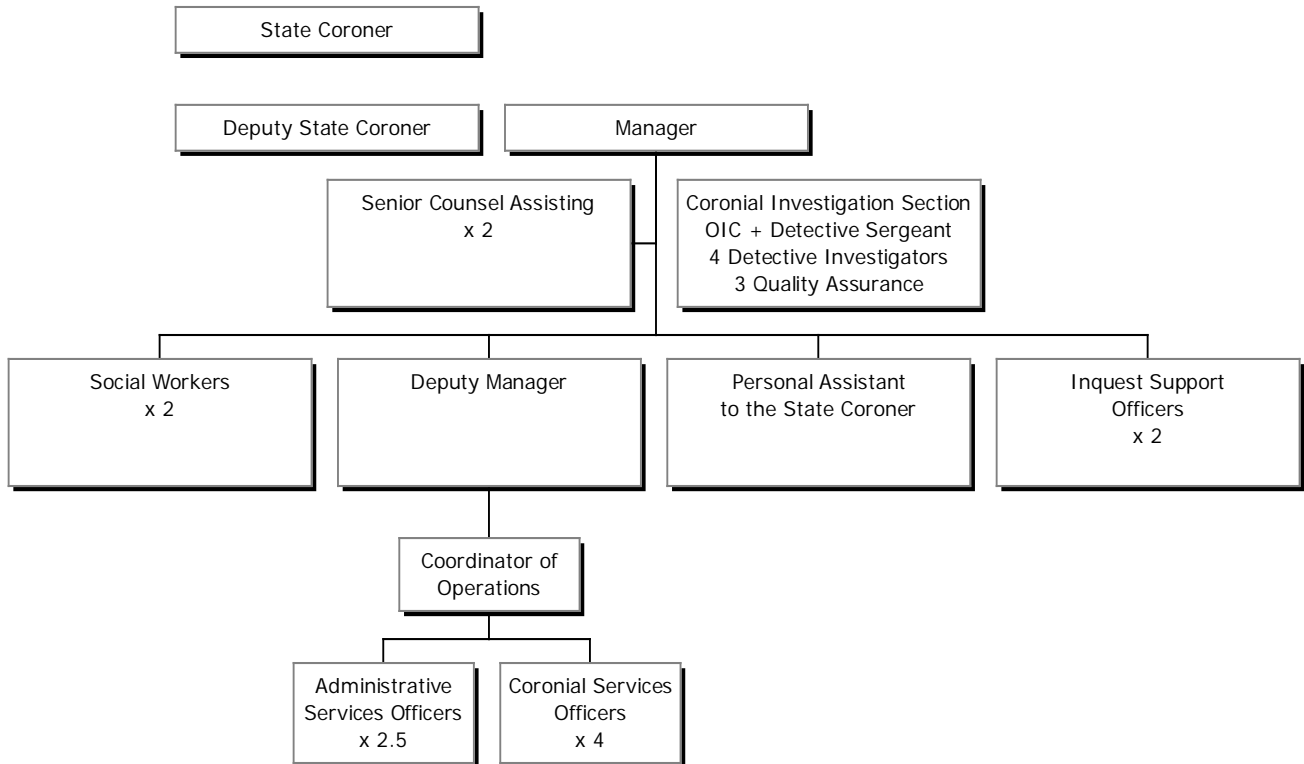 State Coroner
Deputy State Coroner
Manager
Senior Counsel Assisting
x 2
Coronial Investigation Section
OIC + Detective Sergeant
4 Detective Investigators
3 Quality Assurance
Social Workers
x 2
Deputy Manager
Personal Assistant
to the State Coroner
Inquest Support
Officers
x 2
Coordinator of
Operations
Administrative
Services Officers
x 2.5
Coronial Services
Officers
x 4